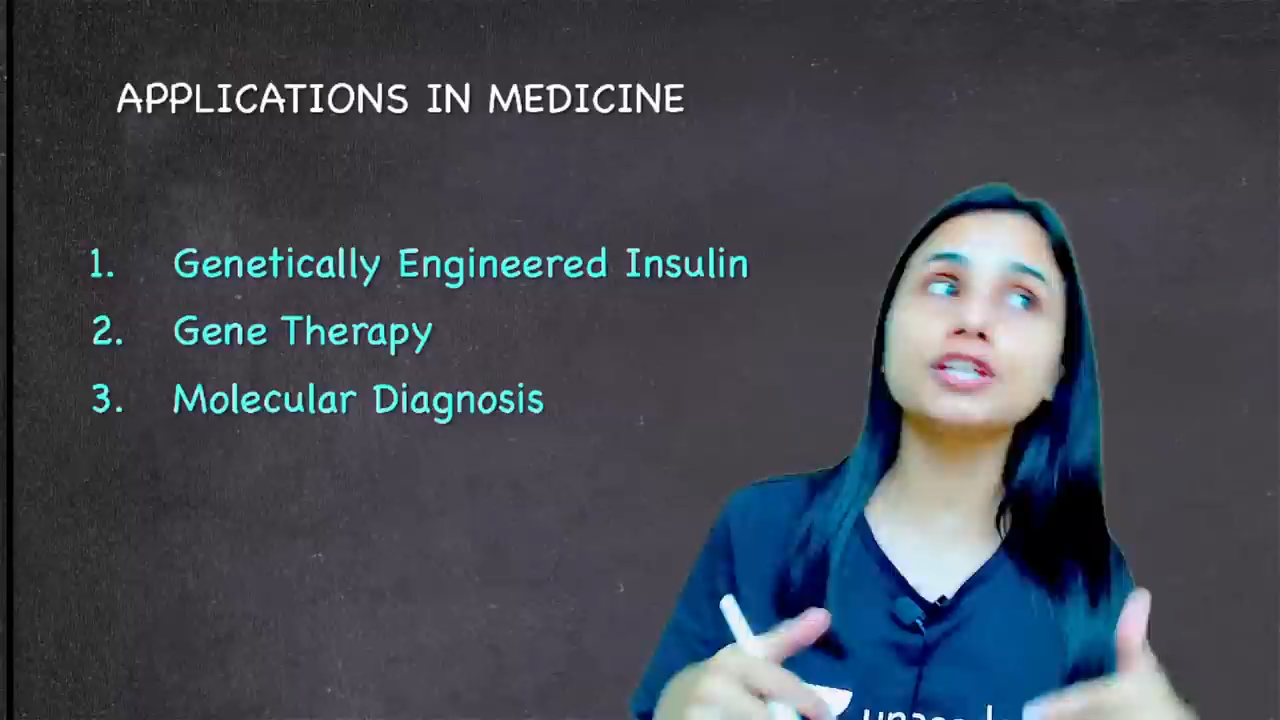 APPLICATIONS IN MEDICINE
1. Genetically Engineered Insulin
2. Gene Therapy
3. Molecular Diagnosis